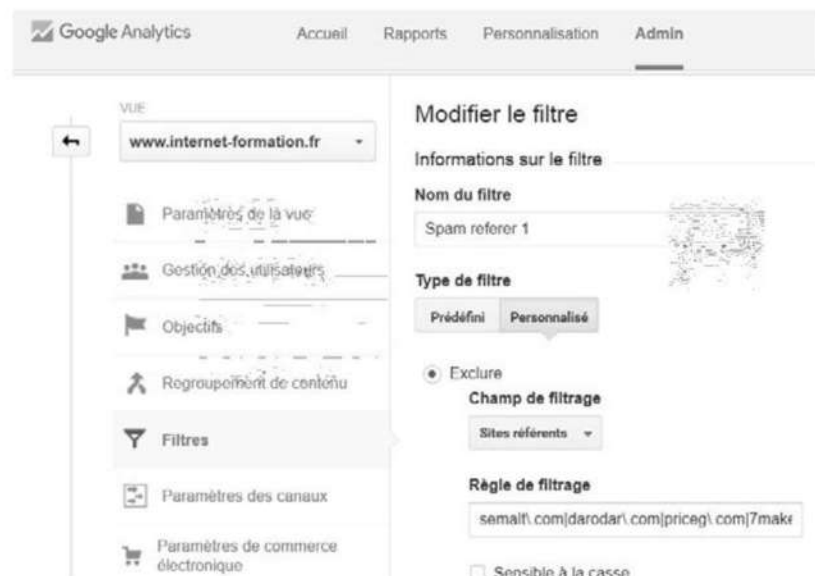 Google Analytics
Accueil Rapports Personnalisation Admin
VUE
www.internet-formation.fr
Paramètres de la vue
Gestion des utilisateurs
Objectifs
Regroupement de contenu
Filtres
Paramètres des canaux
Paramètres de commerce
électronique
Modifier le filtre
Informations sur le filtre
Nom du filtre
Spam referer 1
Type de filtre
Prédéfini Personnalisé
Exclure
Champ de filtrage
Sites référents
Règle de filtrage
semalt\.com|darodar\.com|priceg\.com|7make
Sensible à la casse